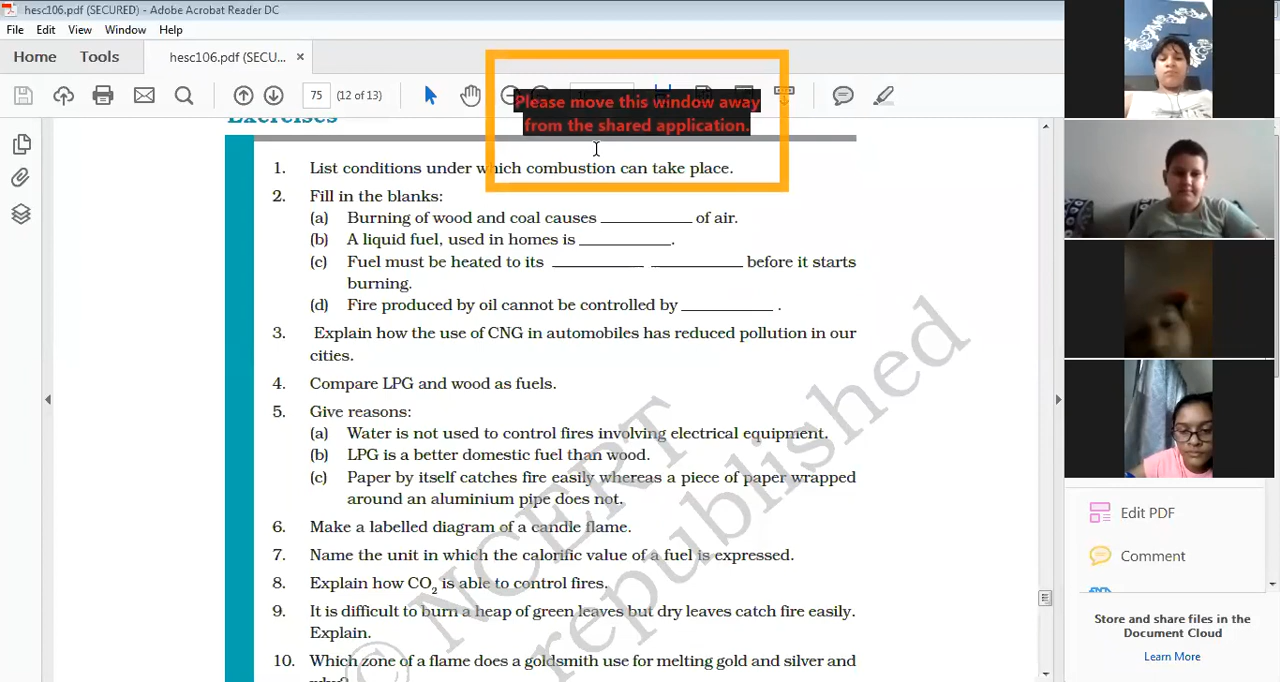 hesc106.pdf (SECURED) - Adobe Acrobat Reader DC
File Edit View Window Help
Home Tools hesc106.pdf (SECU... ×
75 (12 of 13)
Please move this window away
from the shared application.
Exercises
1. List conditions under which combustion can take place.
2. Fill in the blanks:
(a) Burning of wood and coal causes __________ of air.
(b) A liquid fuel, used in homes is __________.
(c) Fuel must be heated to its __________ __________ before it starts
burning.
(d) Fire produced by oil cannot be controlled by __________ .
3. Explain how the use of CNG in automobiles has reduced pollution in our
cities.
4. Compare LPG and wood as fuels.
5. Give reasons:
(a) Water is not used to control fires involving electrical equipment.
(b) LPG is a better domestic fuel than wood.
(c) Paper by itself catches fire easily whereas a piece of paper wrapped
around an aluminium pipe does not.
6. Make a labelled diagram of a candle flame.
7. Name the unit in which the calorific value of a fuel is expressed.
8. Explain how CO2 is able to control fires.
9. It is difficult to burn a heap of green leaves but dry leaves catch fire easily.
Explain.
10. Which zone of a flame does a goldsmith use for melting gold and silver and
why?
© NCERT
republished
Edit PDF
Comment
Store and share files in the
Document Cloud
Learn More